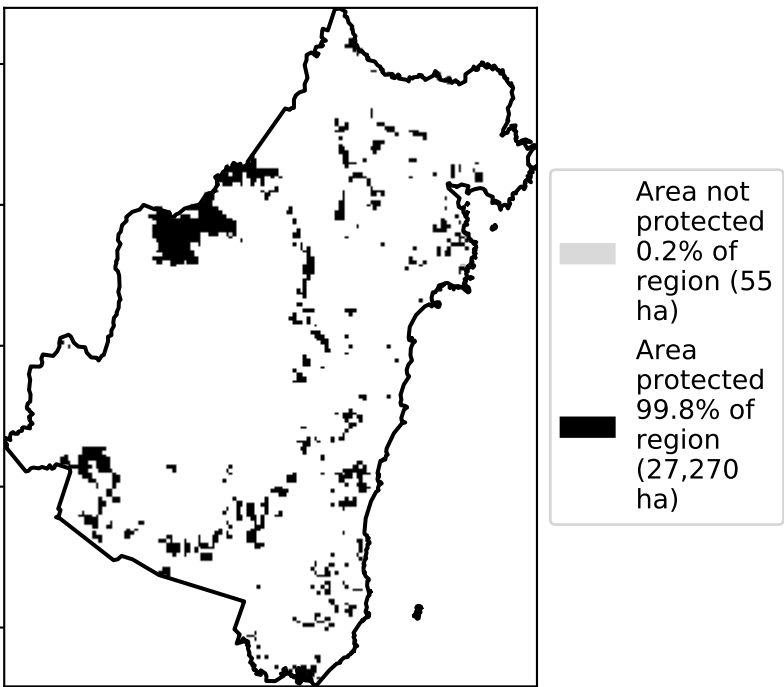 Area not
protected
0.2% of
region (55
ha)
Area
protected
99.8% of
region
(27,270
ha)